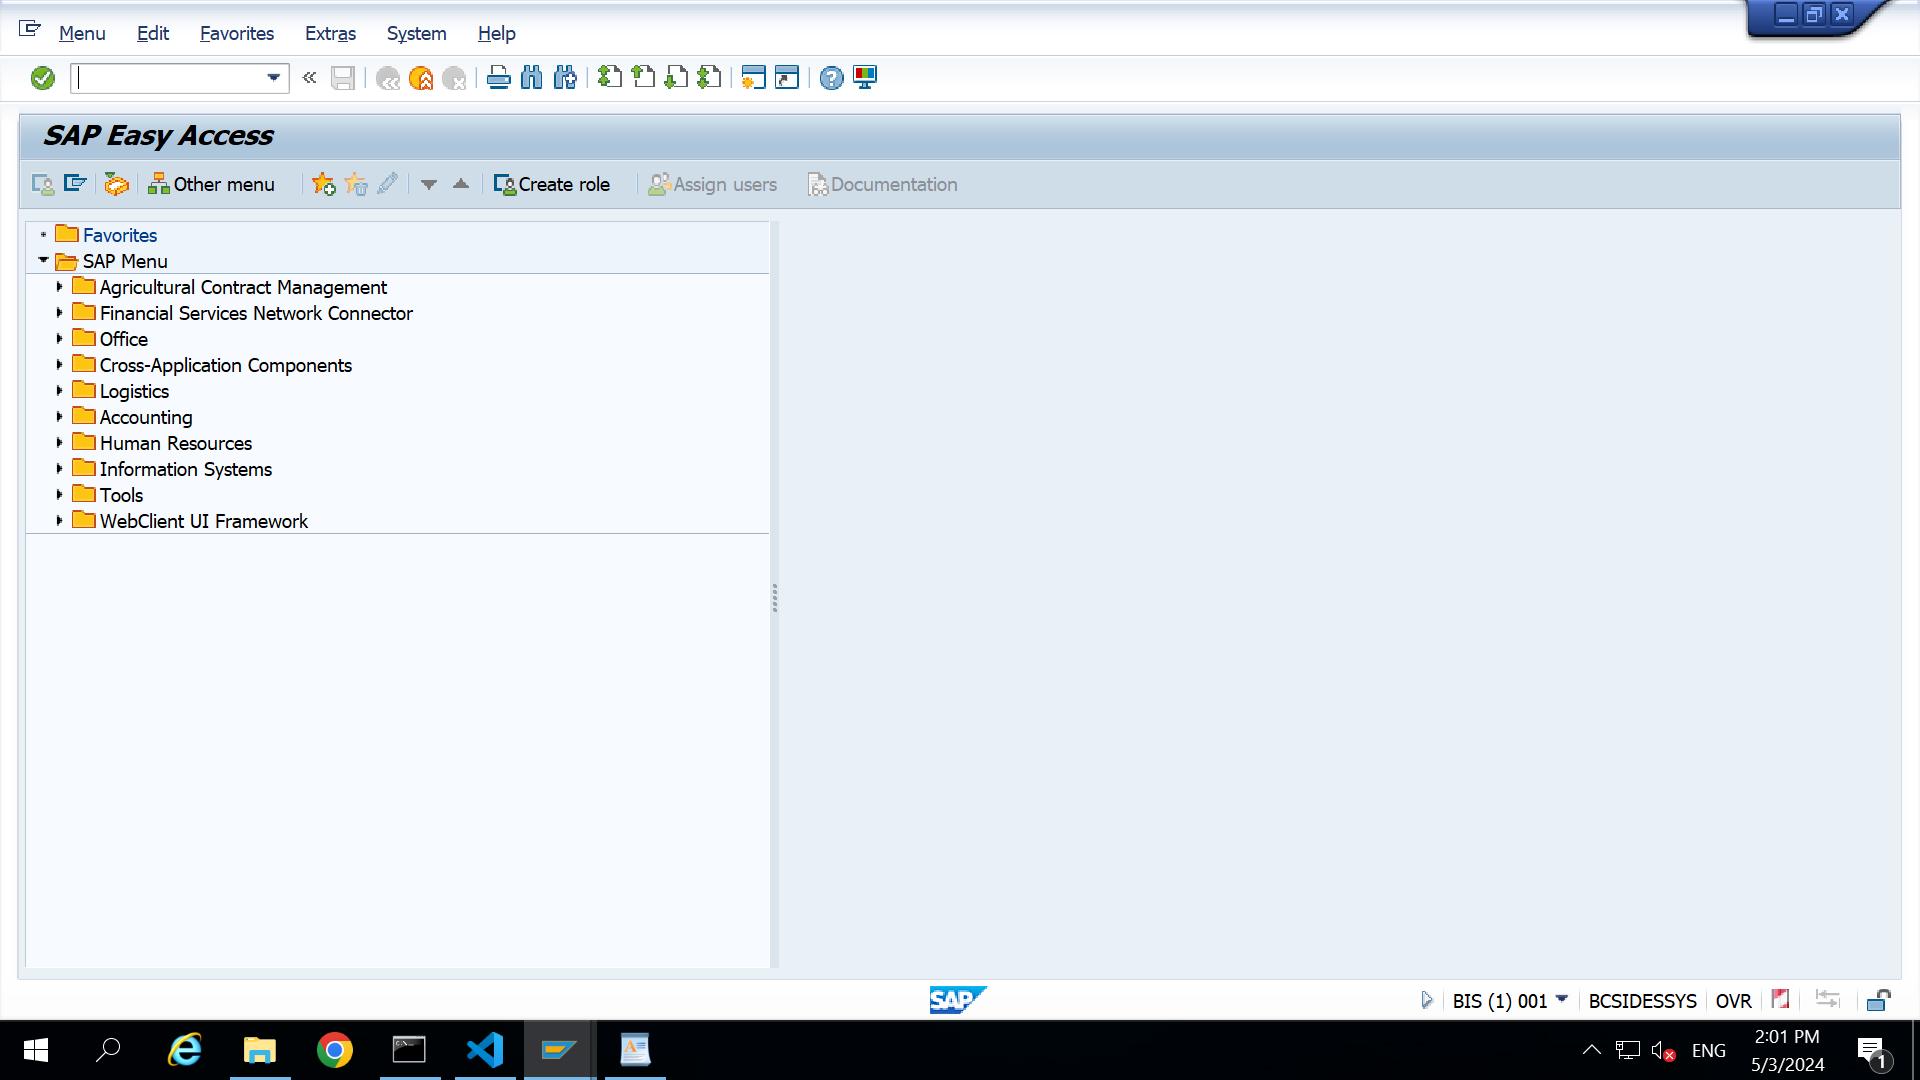 Menu Edit Favorites Extras System Help
SAP Easy Access
Other menu Create role Assign users Documentation
Favorites
SAP Menu
Agricultural Contract Management
Financial Services Network Connector
Office
Cross-Application Components
Logistics
Accounting
Human Resources
Information Systems
Tools
WebClient UI Framework
SAP
BIS (1) 001 BCSIDESSYS OVR
ENG
2:01 PM
5/3/2024
1